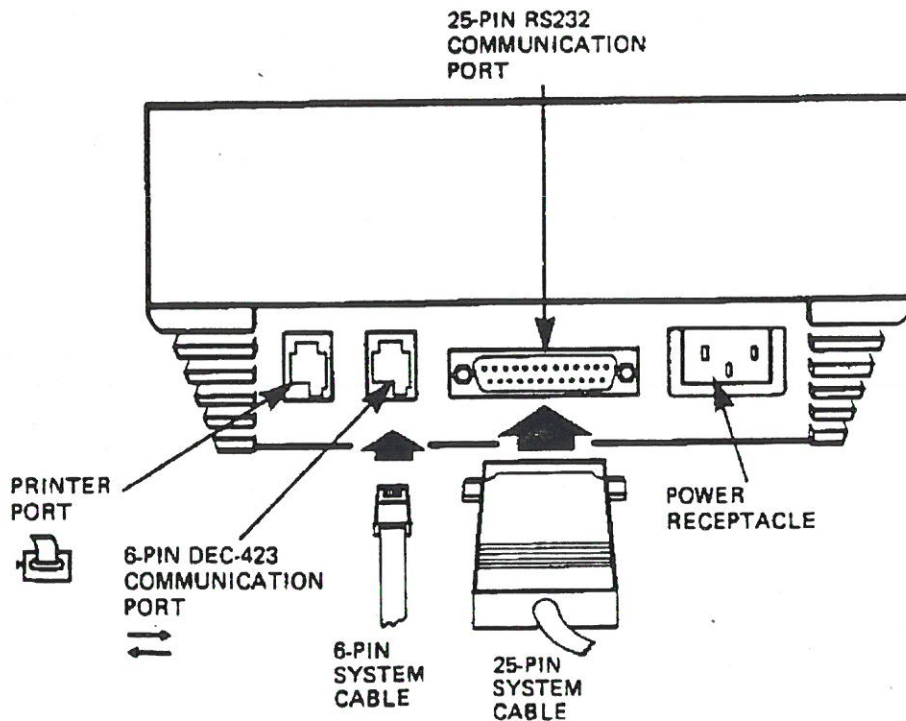 25-PIN RS232
COMMUNICATION
PORT
PRINTER
PORT
6-PIN DEC-423
COMMUNICATION
PORT
POWER
RECEPTACLE
6-PIN
SYSTEM
CABLE
25-PIN
SYSTEM
CABLE